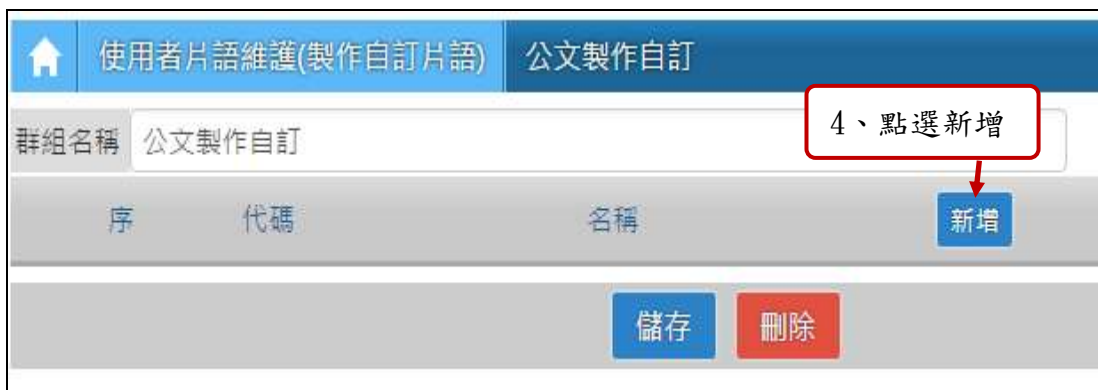 使用者片語維護(製作自訂片語) 公文製作自訂
4、點選新增
群組名稱 公文製作自訂
序 代碼 名稱 新增
儲存 刪除